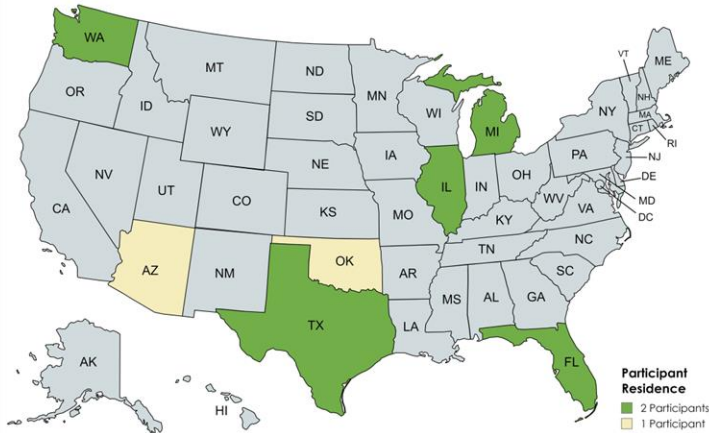 WA
MT
ND
MN
VT
ME
OR
ID
SD
WI
MI
NY
NH
MA
CT
RI
WY
IA
NE
PA
NJ
NV
UT
CO
IL
IN
OH
DE
MD
DC
WV
VA
CA
KS
MO
KY
NC
AZ
NM
OK
AR
TN
SC
TX
LA
MS
AL
GA
FL
AK
HI
Participant
Residence
2 Participants
1 Participant